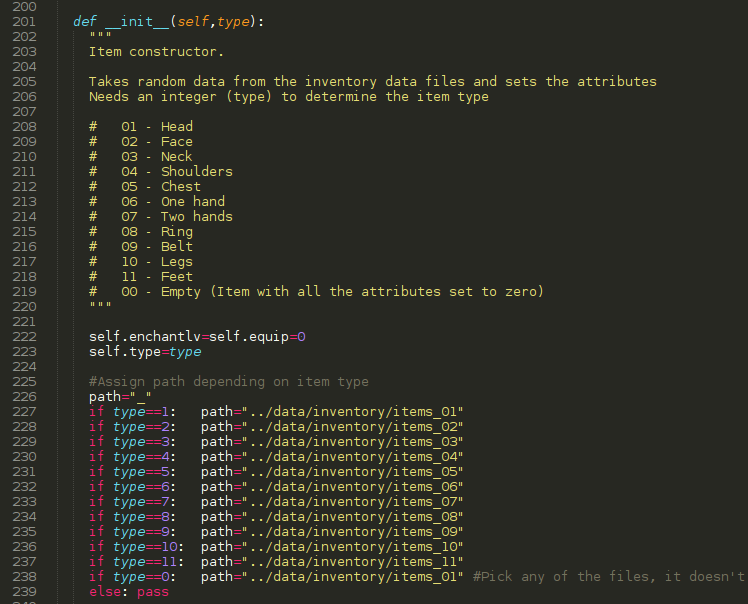 200
201 def __init__(self,type):
202 """
203 Item constructor.
204
205 Takes random data from the inventory data files and sets the attributes
206 Needs an integer (type) to determine the item type
207
208 #   01 - Head
209 #   02 - Face
210 #   03 - Neck
211 #   04 - Shoulders
212 #   05 - Chest
213 #   06 - One hand
214 #   07 - Two hands
215 #   08 - Ring
216 #   09 - Belt
217 #   10 - Legs
218 #   11 - Feet
219 #   00 - Empty (Item with all the attributes set to zero)
220 """
221
222 self.enchantlv=self.equip=0
223 self.type=type
224
225 #Assign path depending on item type
226 path="_"
227 if type==1:   path="../data/inventory/items_01"
228 if type==2:   path="../data/inventory/items_02"
229 if type==3:   path="../data/inventory/items_03"
230 if type==4:   path="../data/inventory/items_04"
231 if type==5:   path="../data/inventory/items_05"
232 if type==6:   path="../data/inventory/items_06"
233 if type==7:   path="../data/inventory/items_07"
234 if type==8:   path="../data/inventory/items_08"
235 if type==9:   path="../data/inventory/items_09"
236 if type==10:  path="../data/inventory/items_10"
237 if type==11:  path="../data/inventory/items_11"
238 if type==0:   path="../data/inventory/items_01" #Pick any of the files, it doesn't
239 else: pass